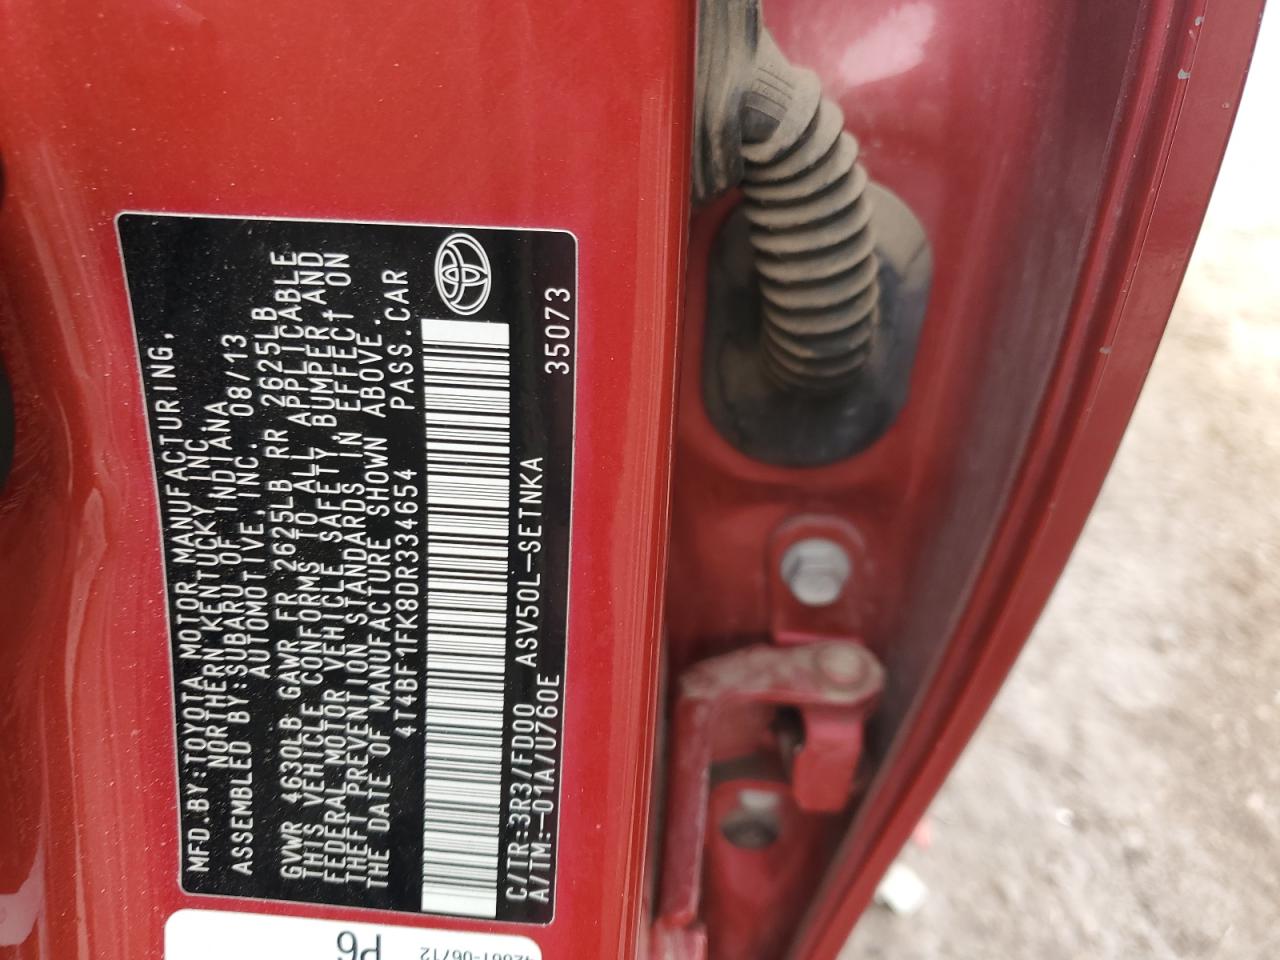 MFD.BY:TOYOTA MOTOR MANUFACTURING,
NORTHERN KENTUCKY INC.
ASSEMBLED BY:SUBARU OF INDIANA
AUTOMOTIVE,INC. 08/13
GVWR 4630LB GAWR FR 2625LB RR 2625LB
THIS VEHICLE CONFORMS TO ALL APPLICABLE
FEDERAL MOTOR VEHICLE SAFETY, BUMPER, AND
THEFT PREVENTION STANDARDS IN EFFECT ON
THE DATE OF MANUFACTURE SHOWN ABOVE.
4T4BF1FK8DR334654 PASS.CAR
C/TR:3R3/FD00 ASV50L-SETNKA
A/TM:-01A/U760E 35073
P6